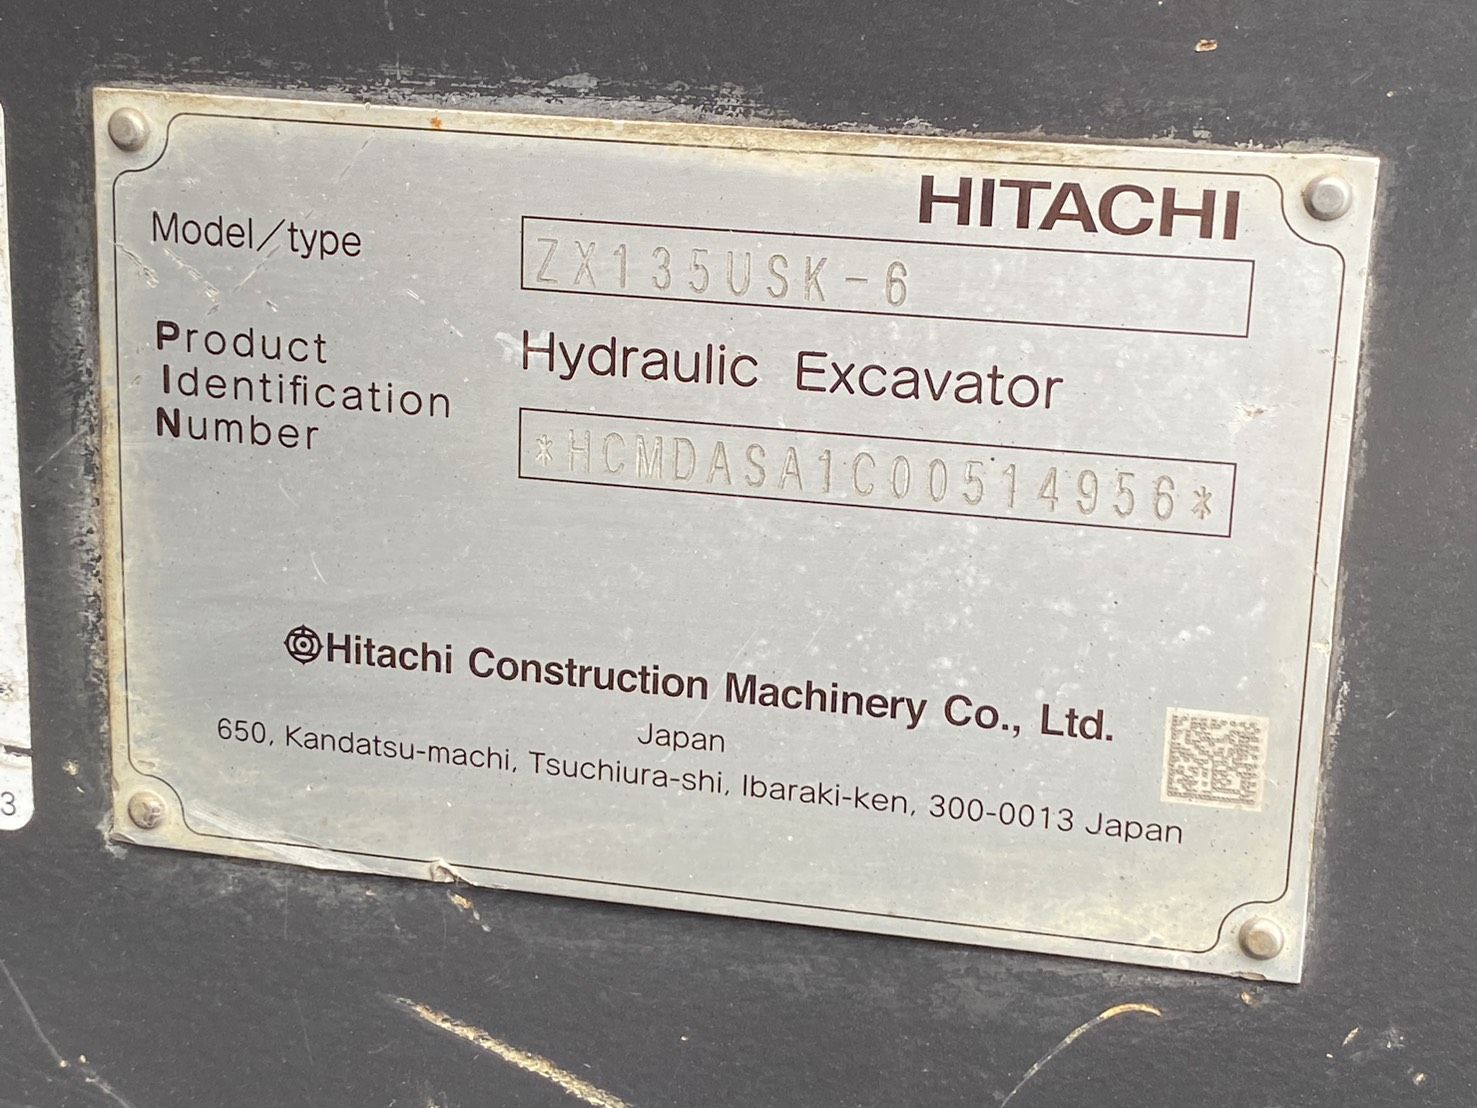 HITACHI
Model/type ZX135USK-6
Hydraulic Excavator
Product
Identification
Number
*HCMDASA1C00514956*
Hitachi Construction Machinery Co., Ltd.
Japan
650, Kandatsu-machi, Tsuchiura-shi, Ibaraki-ken, 300-0013 Japan
3